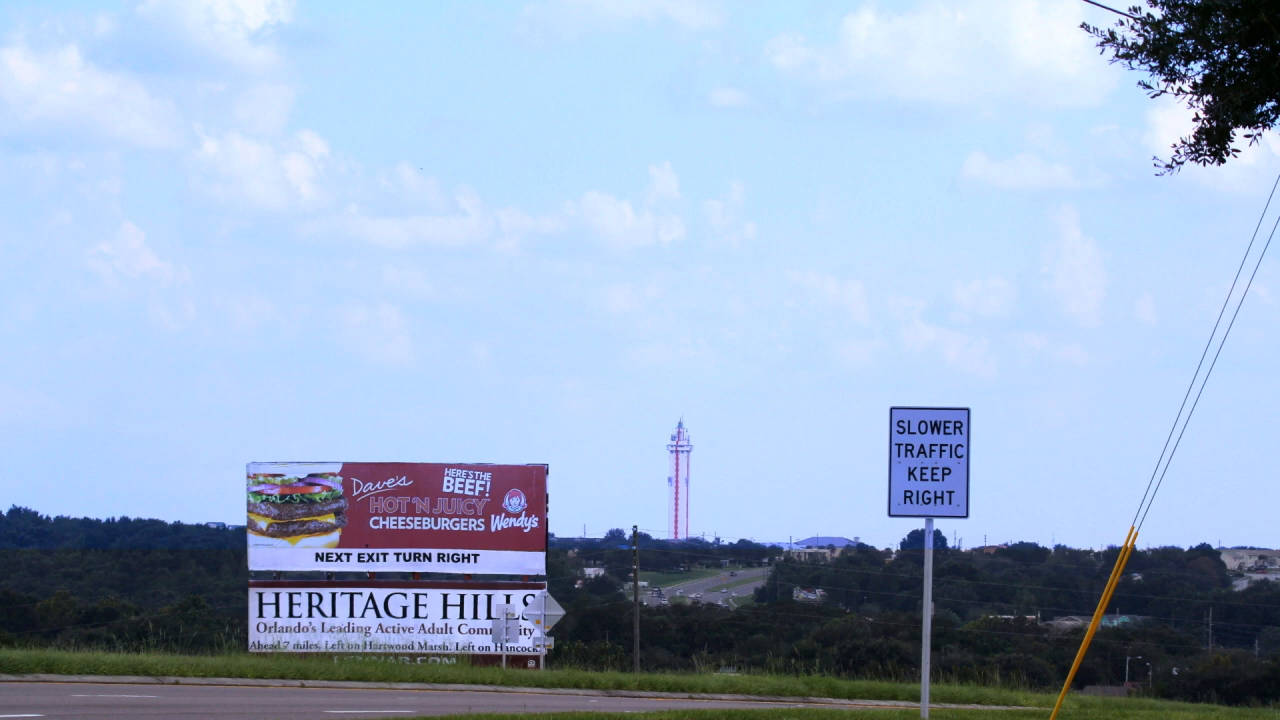 Dave's
HERE'S THE
BEEF!
HOT 'N JUICY
CHEESEBURGERS
Wendy's
NEXT EXIT TURN RIGHT
HERITAGE HILLS
Orlando's Leading Active Adult Community
Ahead 7 miles. Left on Hartwood Marsh. Left on Hancock.
SLOWER
TRAFFIC
KEEP
RIGHT